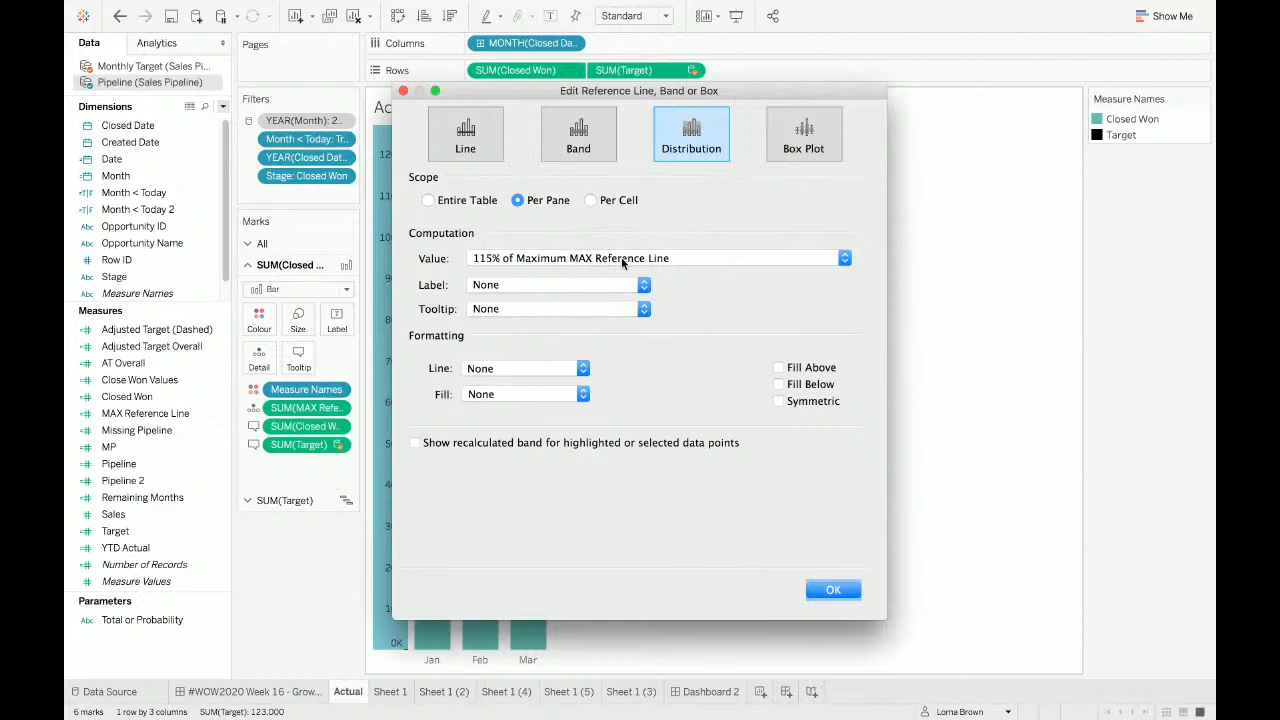 Standard
Show Me
Data
Analytics
Monthly Target (Sales Pi...
Pipeline (Sales Pipeline)
Dimensions
Closed Date
Created Date
Date
Month
Month < Today
Month < Today 2
Abc Opportunity ID
Abc Opportunity Name
Row ID
Abc Stage
Abc Measure Names
Measures
Adjusted Target (Dashed)
Adjusted Target Overall
AT Overall
Close Won Values
Closed Won
MAX Reference Line
Missing Pipeline
MP
Pipeline
Pipeline 2
Remaining Months
Sales
Target
YTD Actual
Number of Records
Measure Values
Parameters
Abc Total or Probability
Pages
Filters
YEAR(Month): 2..
Month < Today: Tr..
YEAR(Closed Dat..
Stage: Closed Won
Marks
All
SUM(Closed ...
Bar
Colour
Size
Label
Detail
Tooltip
Measure Names
SUM(MAX Refe..
SUM(Closed W..
SUM(Target)
SUM(Target)
Columns
MONTH(Closed Da..
Rows
SUM(Closed Won)
SUM(Target)
Edit Reference Line, Band or Box
Line
Band
Distribution
Box Plot
Scope
Entire Table
Per Pane
Per Cell
Computation
Value: 115% of Maximum MAX Reference Line
Label: None
Tooltip: None
Formatting
Line: None
Fill: None
Fill Above
Fill Below
Symmetric
Show recalculated band for highlighted or selected data points
OK
0K
Jan
Feb
Mar
Measure Names
Closed Won
Target
Data Source
#WOW2020 Week 16 - Grow...
Actual
Sheet 1
Sheet 1 (2)
Sheet 1 (4)
Sheet 1 (5)
Sheet 1 (3)
Dashboard 2
6 marks
1 row by 3 columns
SUM(Target): 123.000
Lorna Brown